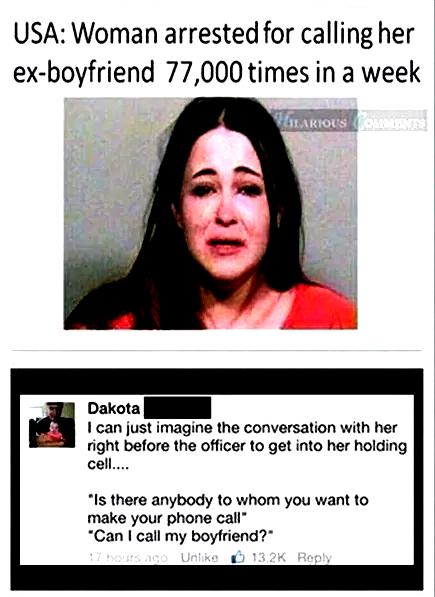 USA: Woman arrested for calling her
ex-boyfriend 77,000 times in a week
HILARIOUS COMMENTS
Dakota
I can just imagine the conversation with her
right before the officer to get into her holding
cell....
"Is there anybody to whom you want to
make your phone call"
"Can I call my boyfriend?"
17 hours ago Unlike 13.2K Reply